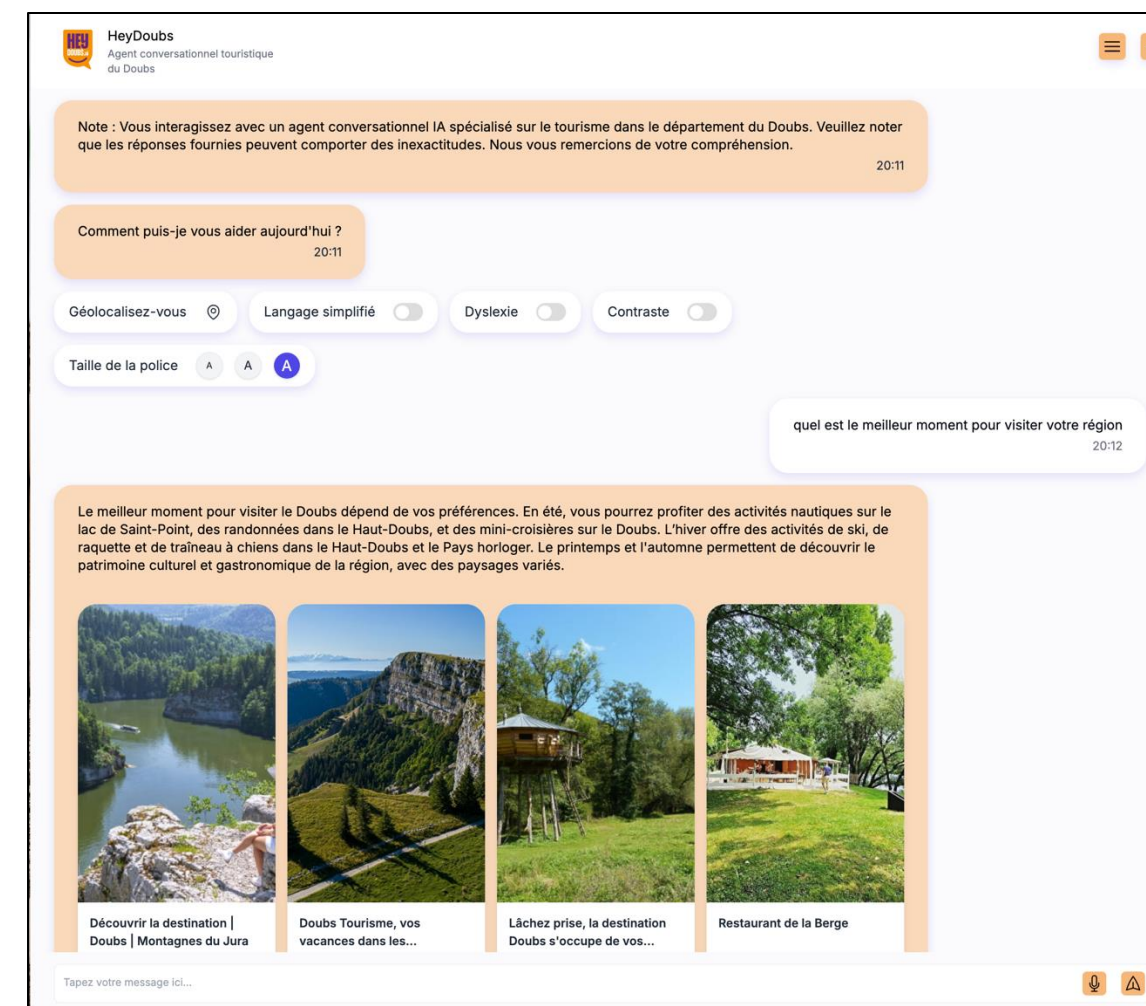 HEY
DOUBS
HeyDoubs
Agent conversationnel touristique
du Doubs
Note : Vous interagissez avec un agent conversationnel IA spécialisé sur le tourisme dans le département du Doubs. Veuillez noter
que les réponses fournies peuvent comporter des inexactitudes. Nous vous remercions de votre compréhension.
20:11
Comment puis-je vous aider aujourd'hui ?
20:11
Géolocalisez-vous
Langage simplifié
Dyslexie
Contraste
Taille de la police A A A
quel est le meilleur moment pour visiter votre région
20:12
Le meilleur moment pour visiter le Doubs dépend de vos préférences. En été, vous pourrez profiter des activités nautiques sur le
lac de Saint-Point, des randonnées dans le Haut-Doubs, et des mini-croisières sur le Doubs. L’hiver offre des activités de ski, de
raquette et de traîneau à chiens dans le Haut-Doubs et le Pays horloger. Le printemps et l'automne permettent de découvrir le
patrimoine culturel et gastronomique de la région, avec des paysages variés.
Découvrir la destination |
Doubs | Montagnes du Jura
Doubs Tourisme, vos
vacances dans les...
Lâchez prise, la destination
Doubs s'occupe de vos...
Restaurant de la Berge
Tapez votre message ici...